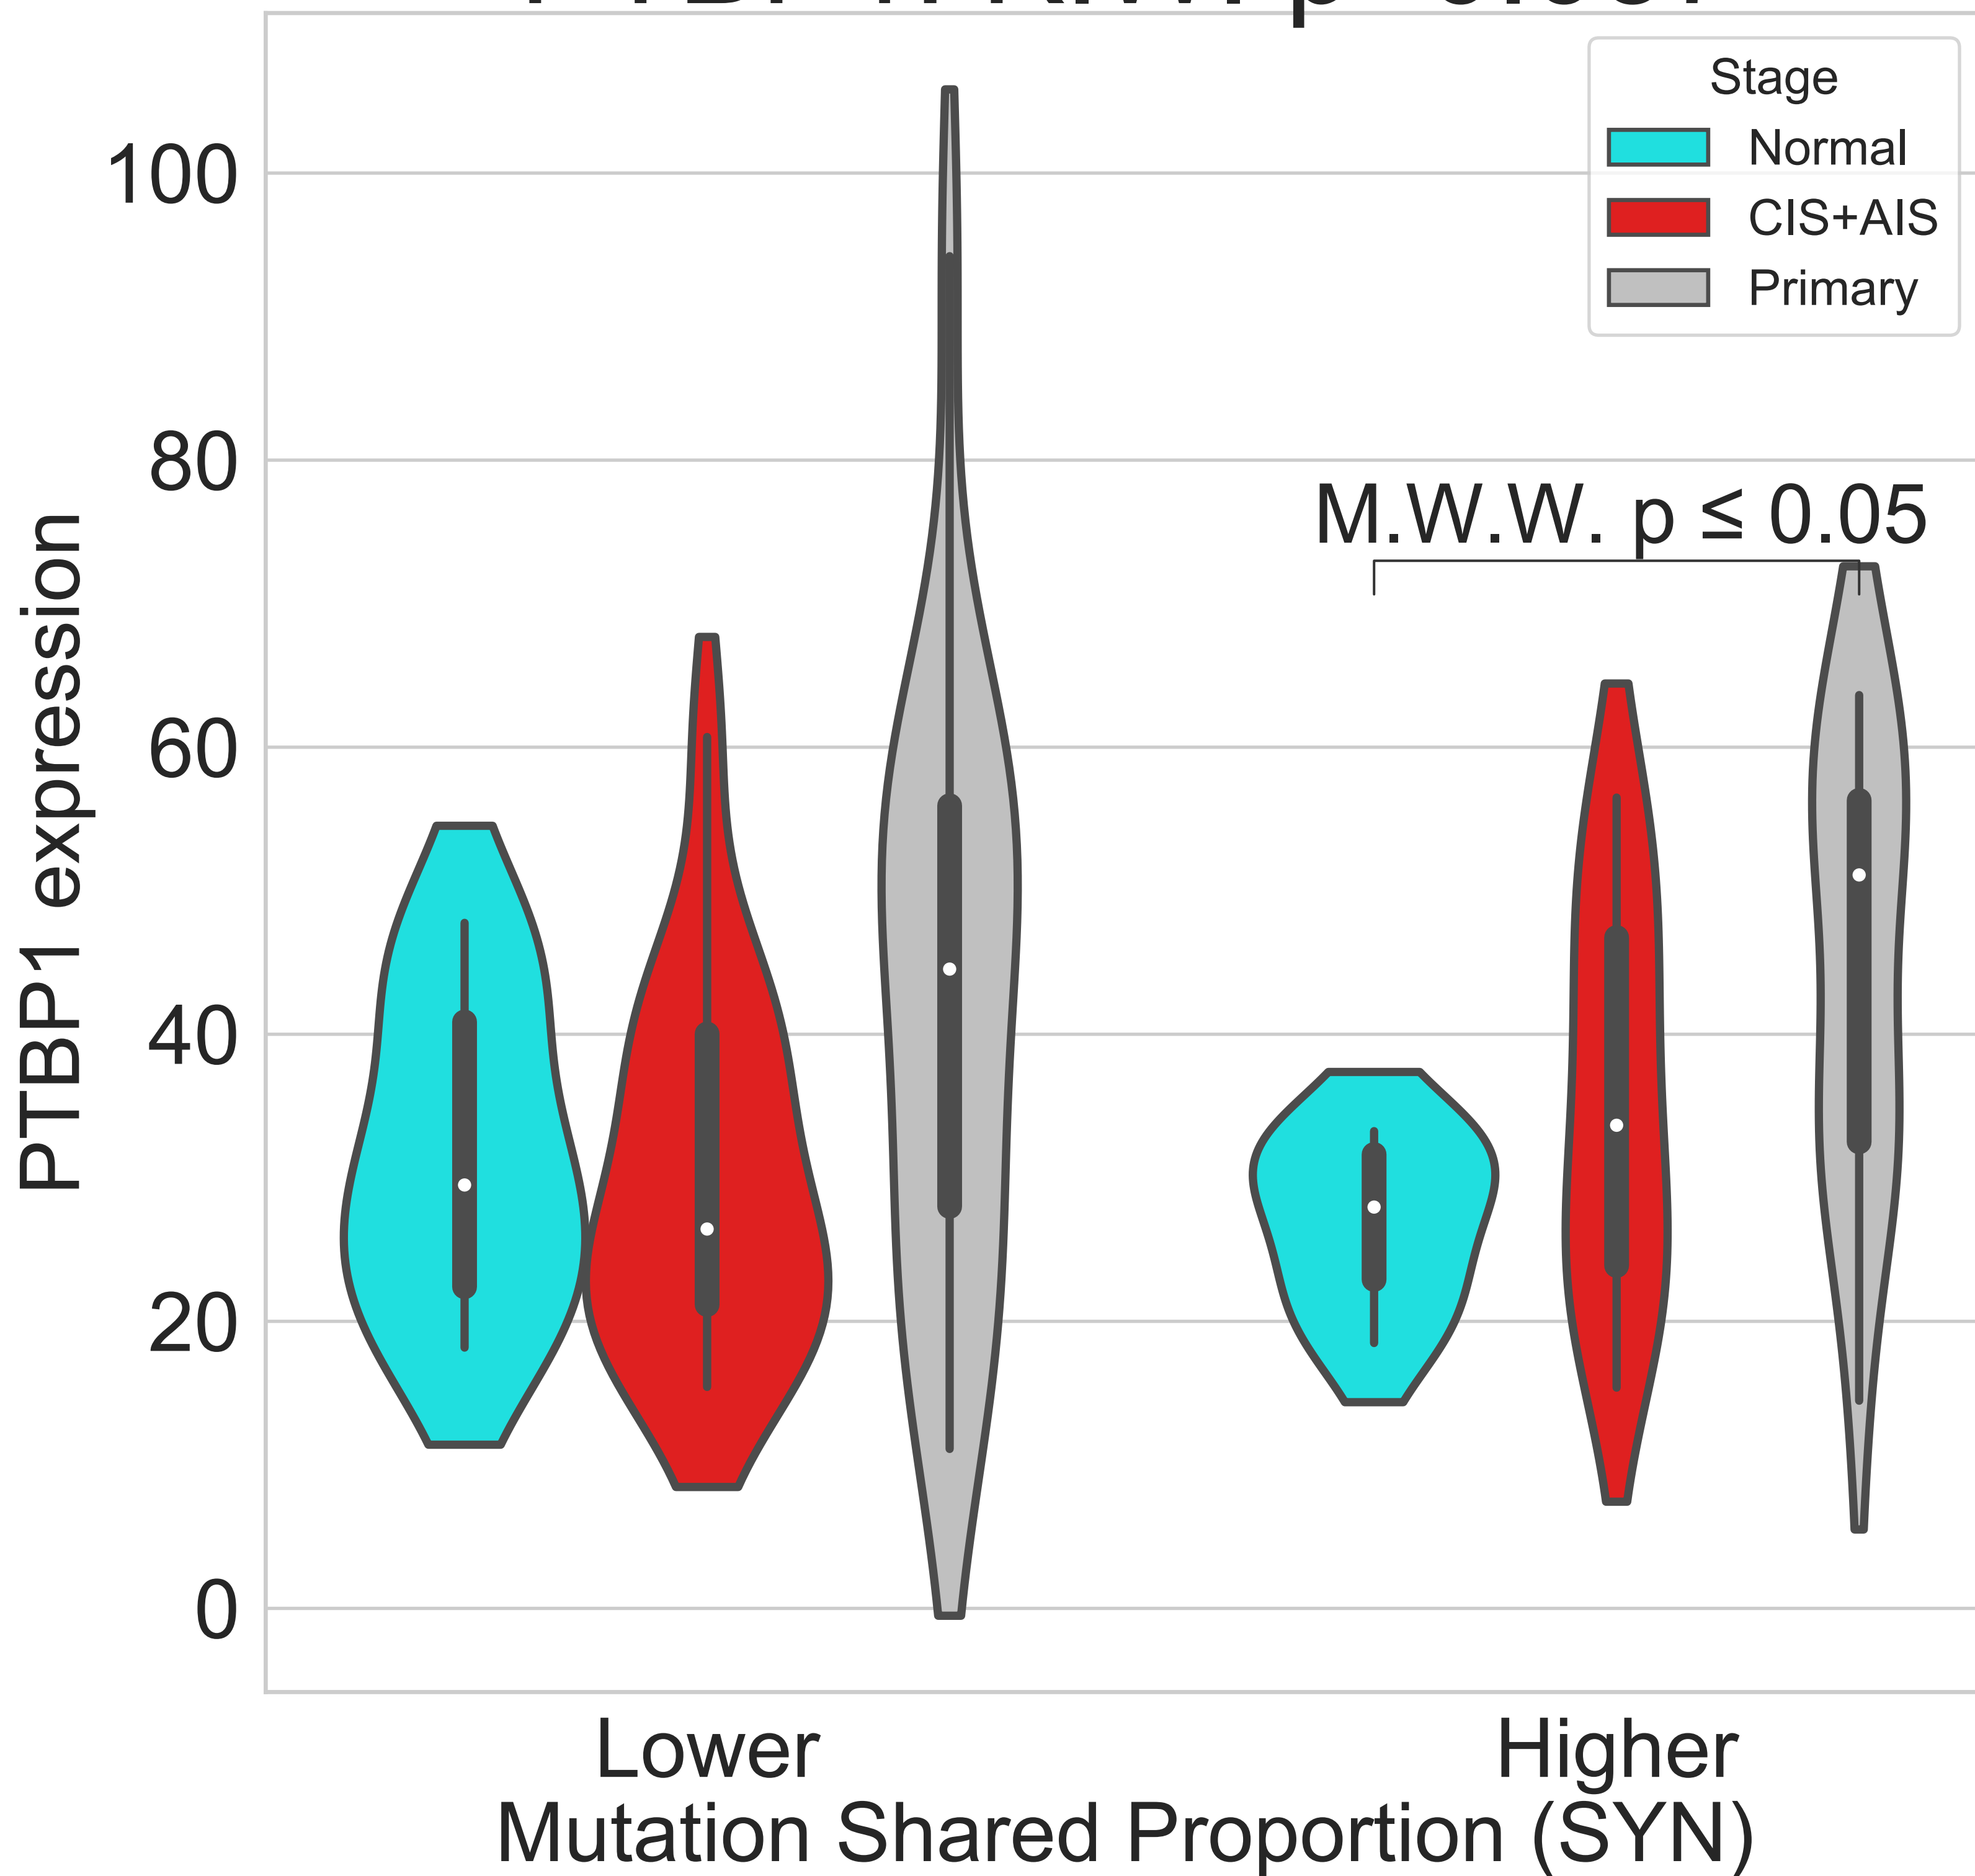 Stage
Normal
CIS+AIS
Primary
100
80
60
40
20
0
M.W.W. p ≤ 0.05
PTBP1 expression
Lower
Higher
Mutation Shared Proportion (SYN)